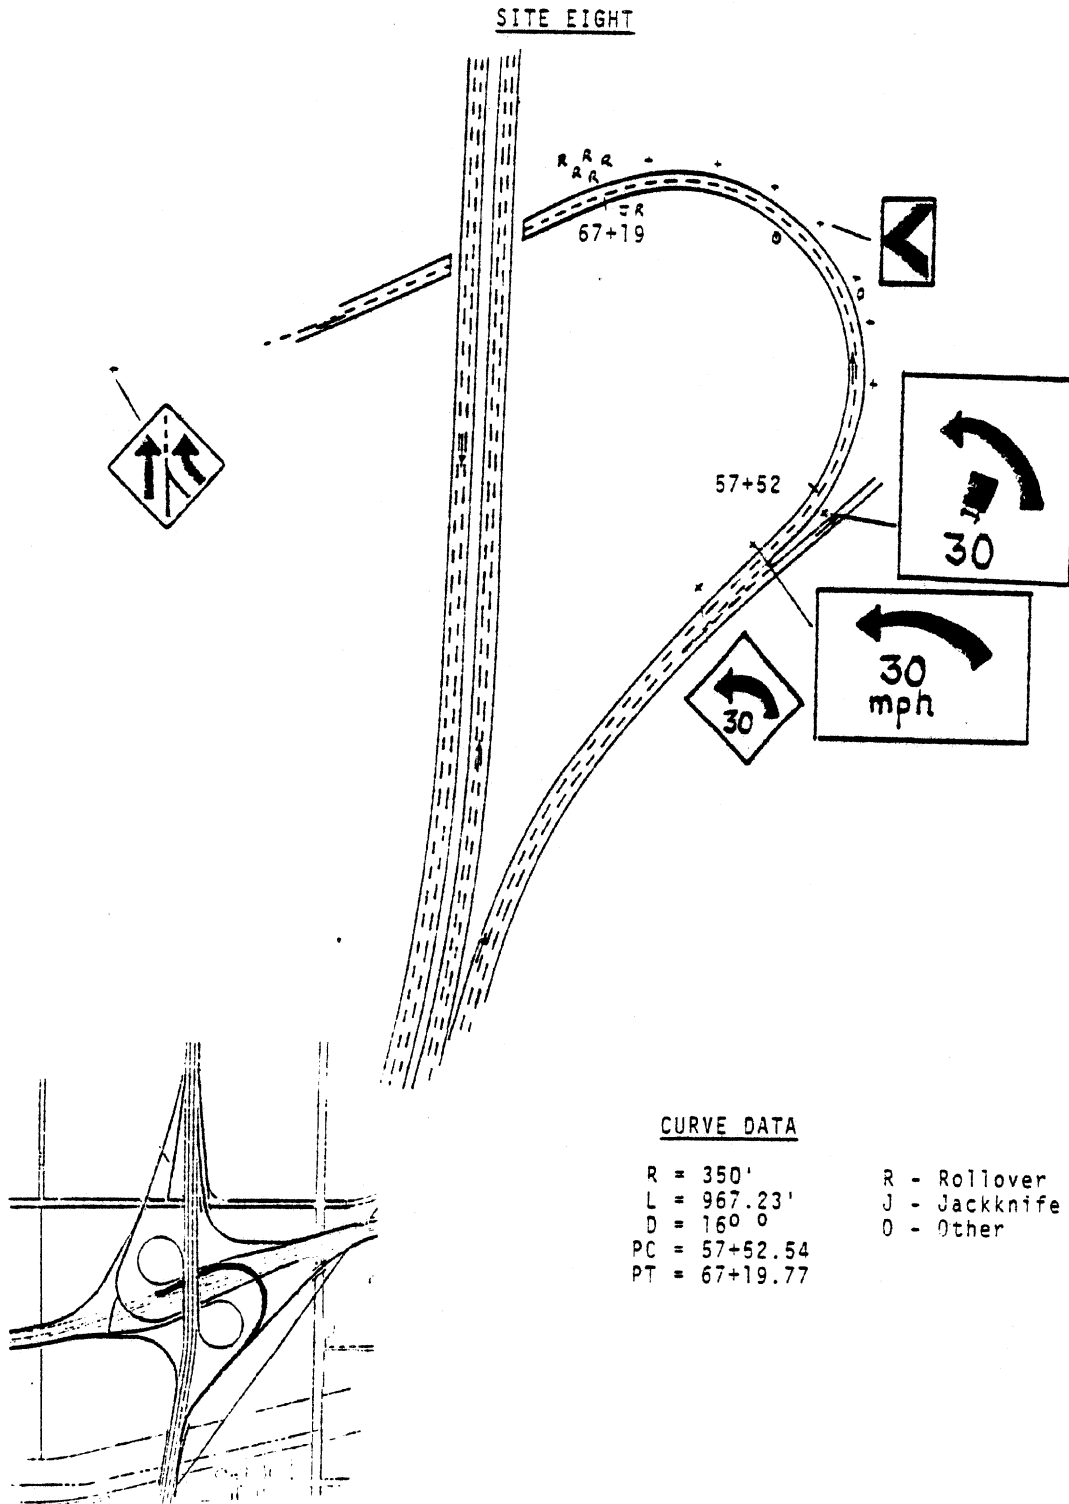 SITE EIGHT
R R R
R R
J R
67+19
O
O
57+52
30
30
mph
30
CURVE DATA
R = 350'
L = 967.23'
D = 16° 0
PC = 57+52.54
PT = 67+19.77
R - Rollover
J - Jackknife
O - Other